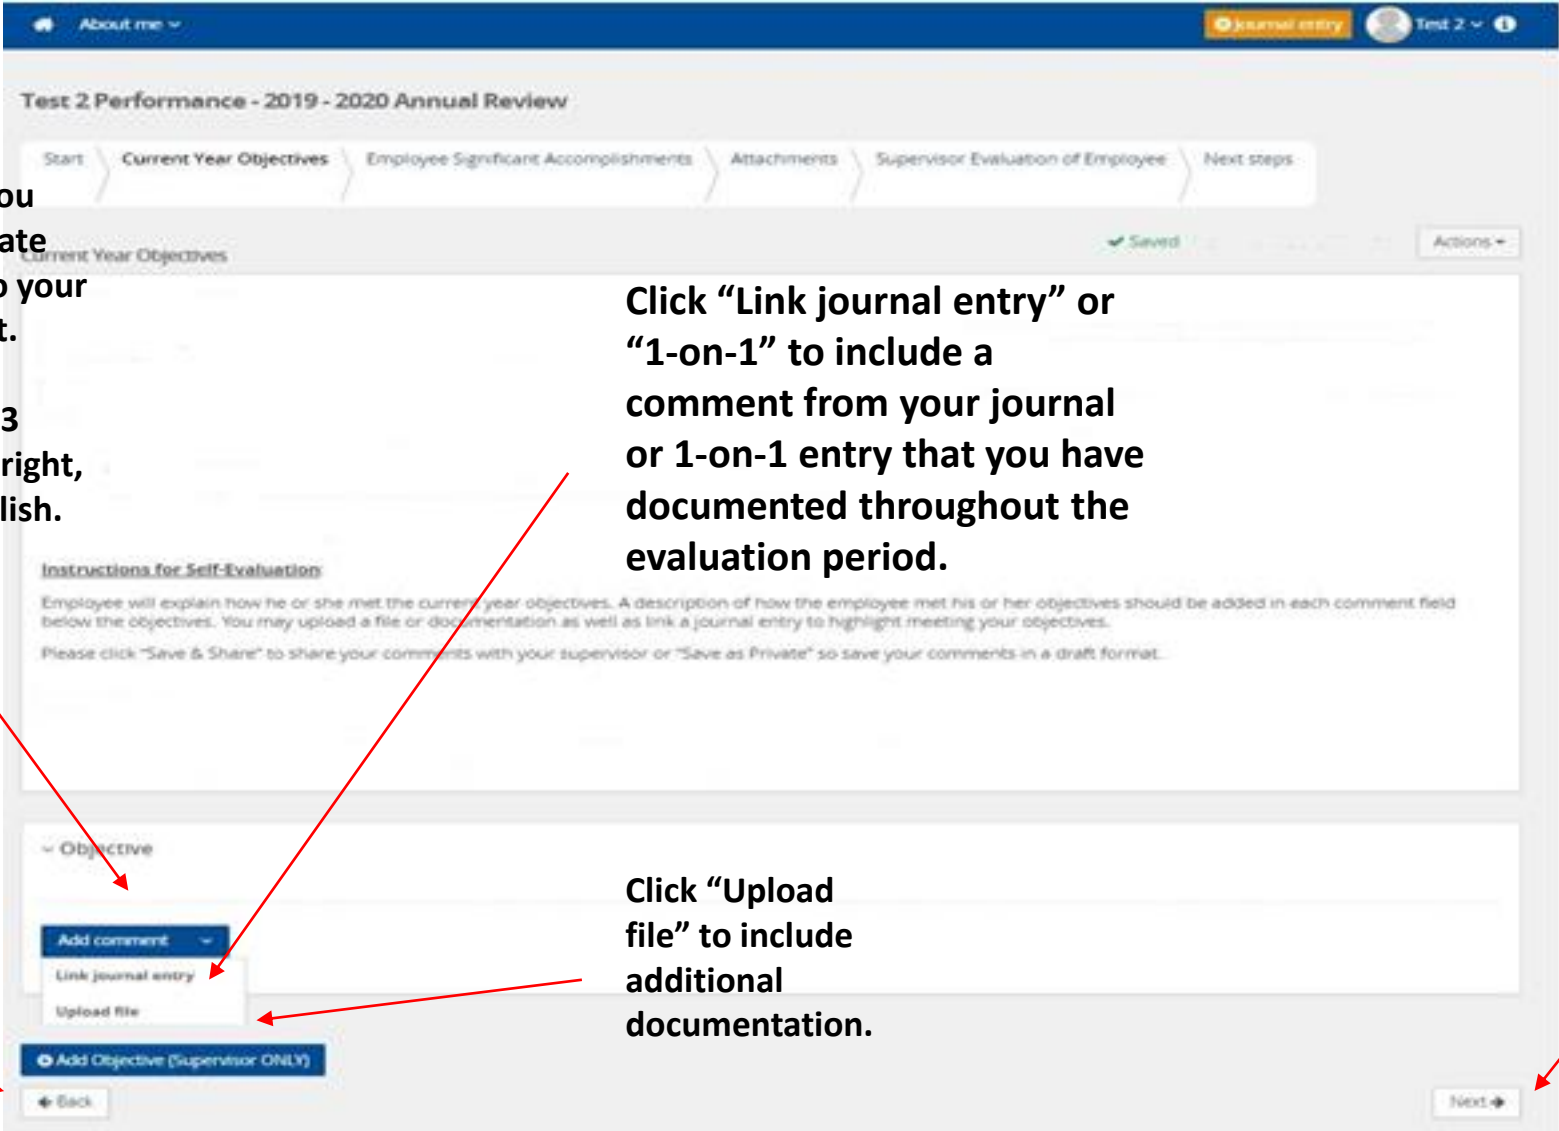 About me
Journal entry
Test 2
Test 2 Performance - 2019 - 2020 Annual Review
Start
Current Year Objectives
Employee Significant Accomplishments
Attachments
Supervisor Evaluation of Employee
Next steps
ou
ate
Current Year Objectives
Saved
Actions
o your
t.
3
right,
lish.
Click “Link journal entry” or
“1-on-1” to include a
comment from your journal
or 1-on-1 entry that you have
documented throughout the
evaluation period.
Instructions for Self-Evaluation:
Employee will explain how he or she met the current year objectives. A description of how the employee met his or her objectives should be added in each comment field
below the objectives. You may upload a file or documentation as well as link a journal entry to highlight meeting your objectives.
Please click "Save & Share" to share your comments with your supervisor or "Save as Private" so save your comments in a draft format.
Objective
Add comment
Link journal entry
Upload file
Click “Upload
file” to include
additional
documentation.
Add Objective (Supervisor ONLY)
Back
Next